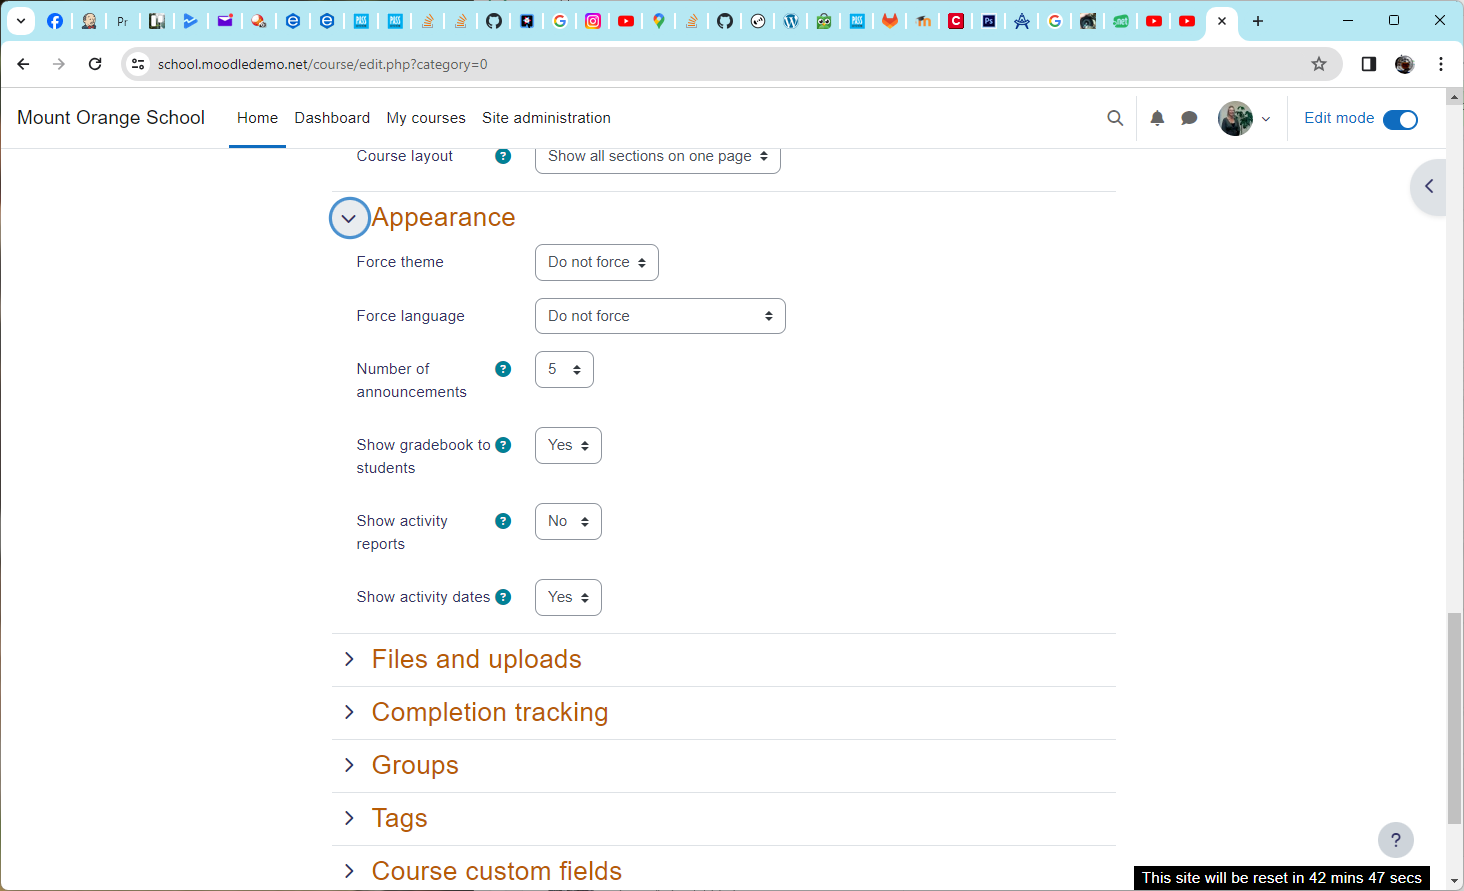 school.moodledemo.net/course/edit.php?category=0
Mount Orange School
Home
Dashboard
My courses
Site administration
Edit mode
Course layout
?
Show all sections on one page
Appearance
Force theme
Do not force
Force language
Do not force
Number of
announcements
?
5
Show gradebook to
students
?
Yes
Show activity
reports
?
No
Show activity dates
?
Yes
Files and uploads
Completion tracking
Groups
Tags
Course custom fields
?
This site will be reset in 42 mins 47 secs